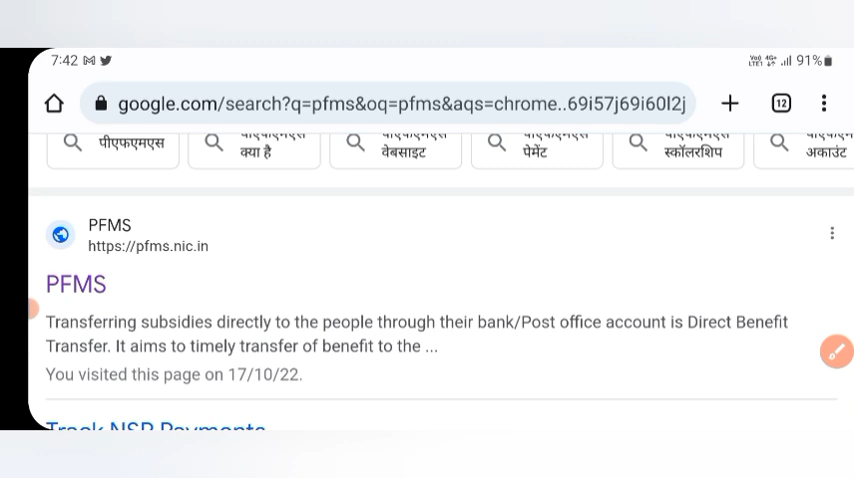 7:42
91%
google.com/search?q=pfms&oq=pfms&aqs=chrome..69i57j69i60l2j
12
पीएफएमएस
क्या है
वेबसाइट
पेमेंट
स्कॉलरशिप
अकाउंट
PFMS
https://pfms.nic.in
PFMS
Transferring subsidies directly to the people through their bank/Post office account is Direct Benefit
Transfer. It aims to timely transfer of benefit to the ...
You visited this page on 17/10/22.
Track NSP Payments